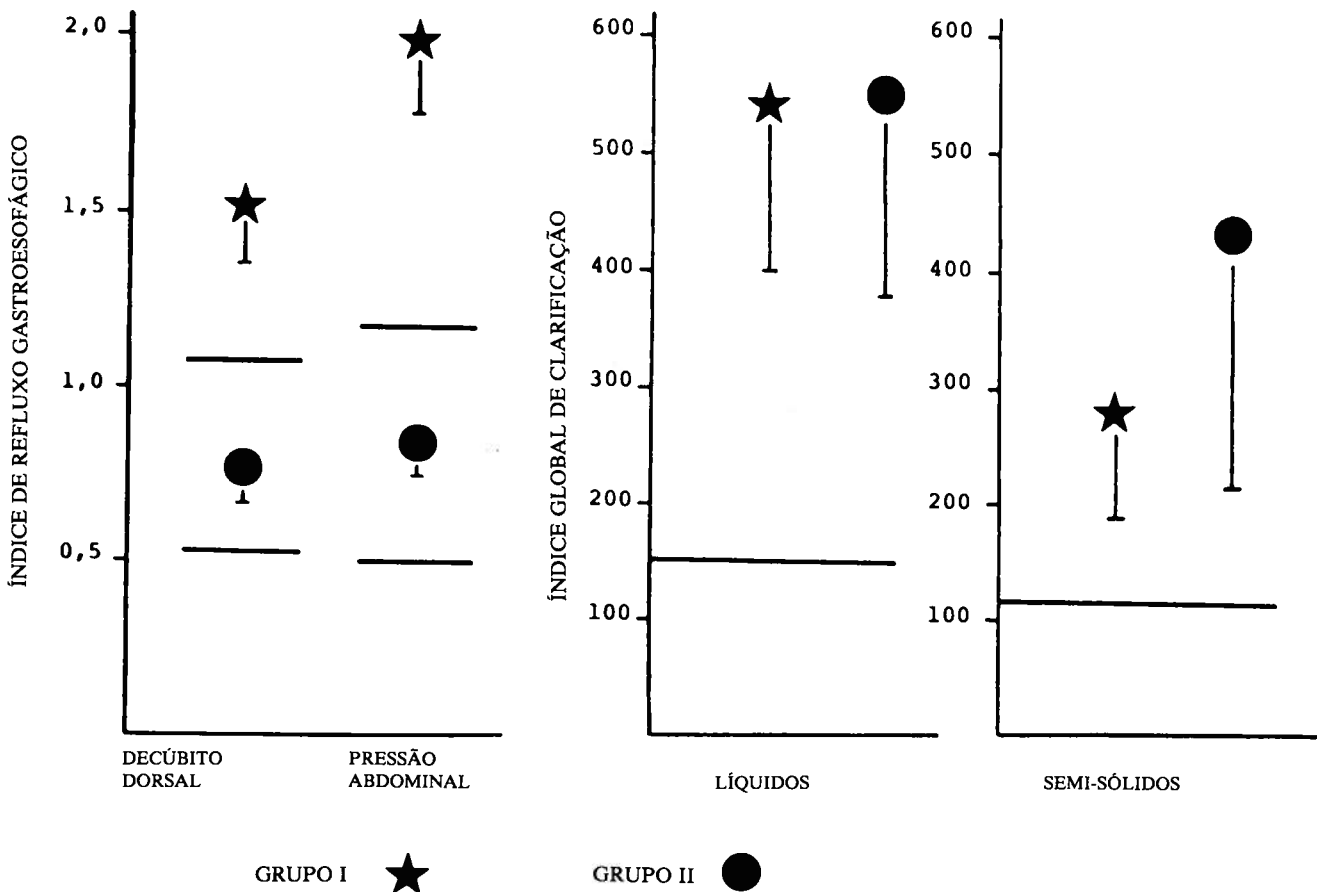 ÍNDICE DE REFLUXO GASTROESOFÁGICO
2,0
1,5
1,0
0,5
DECÚBITO
DORSAL
PRESSÃO
ABDOMINAL
ÍNDICE GLOBAL DE CLARIFICAÇÃO
600
500
400
300
200
100
LÍQUIDOS
600
500
400
300
200
100
SEMI-SÓLIDOS
GRUPO I
GRUPO II